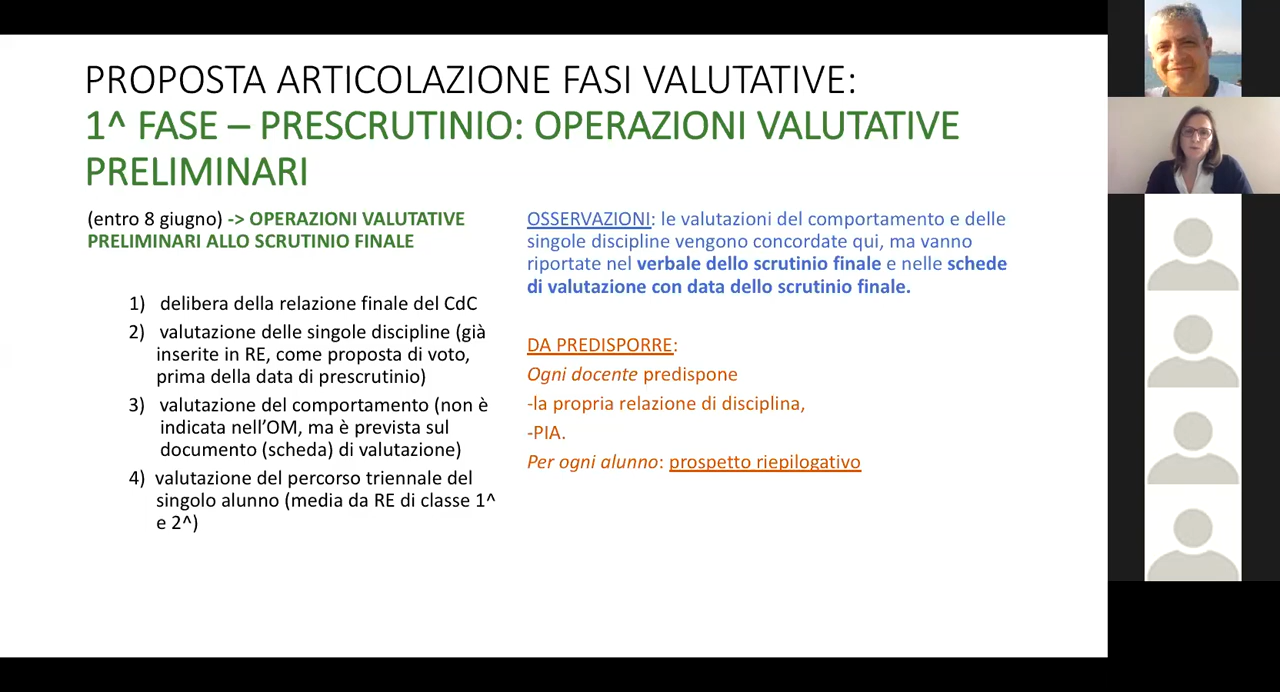 PROPOSTA ARTICOLAZIONE FASI VALUTATIVE:
1^ FASE – PRESCRUTINIO: OPERAZIONI VALUTATIVE
PRELIMINARI
(entro 8 giugno) -> OPERAZIONI VALUTATIVE
PRELIMINARI ALLO SCRUTINIO FINALE
1) delibera della relazione finale del CdC
2) valutazione delle singole discipline (già
inserite in RE, come proposta di voto,
prima della data di prescrutinio)
3) valutazione del comportamento (non è
indicata nell'OM, ma è prevista sul
documento (scheda) di valutazione)
4) valutazione del percorso triennale del
singolo alunno (media da RE di classe 1^
e 2^)
OSSERVAZIONI: le valutazioni del comportamento e delle
singole discipline vengono concordate qui, ma vanno
riportate nel verbale dello scrutinio finale e nelle schede
di valutazione con data dello scrutinio finale.
DA PREDISPORRE:
Ogni docente predispone
-la propria relazione di disciplina,
-PIA.
Per ogni alunno: prospetto riepilogativo